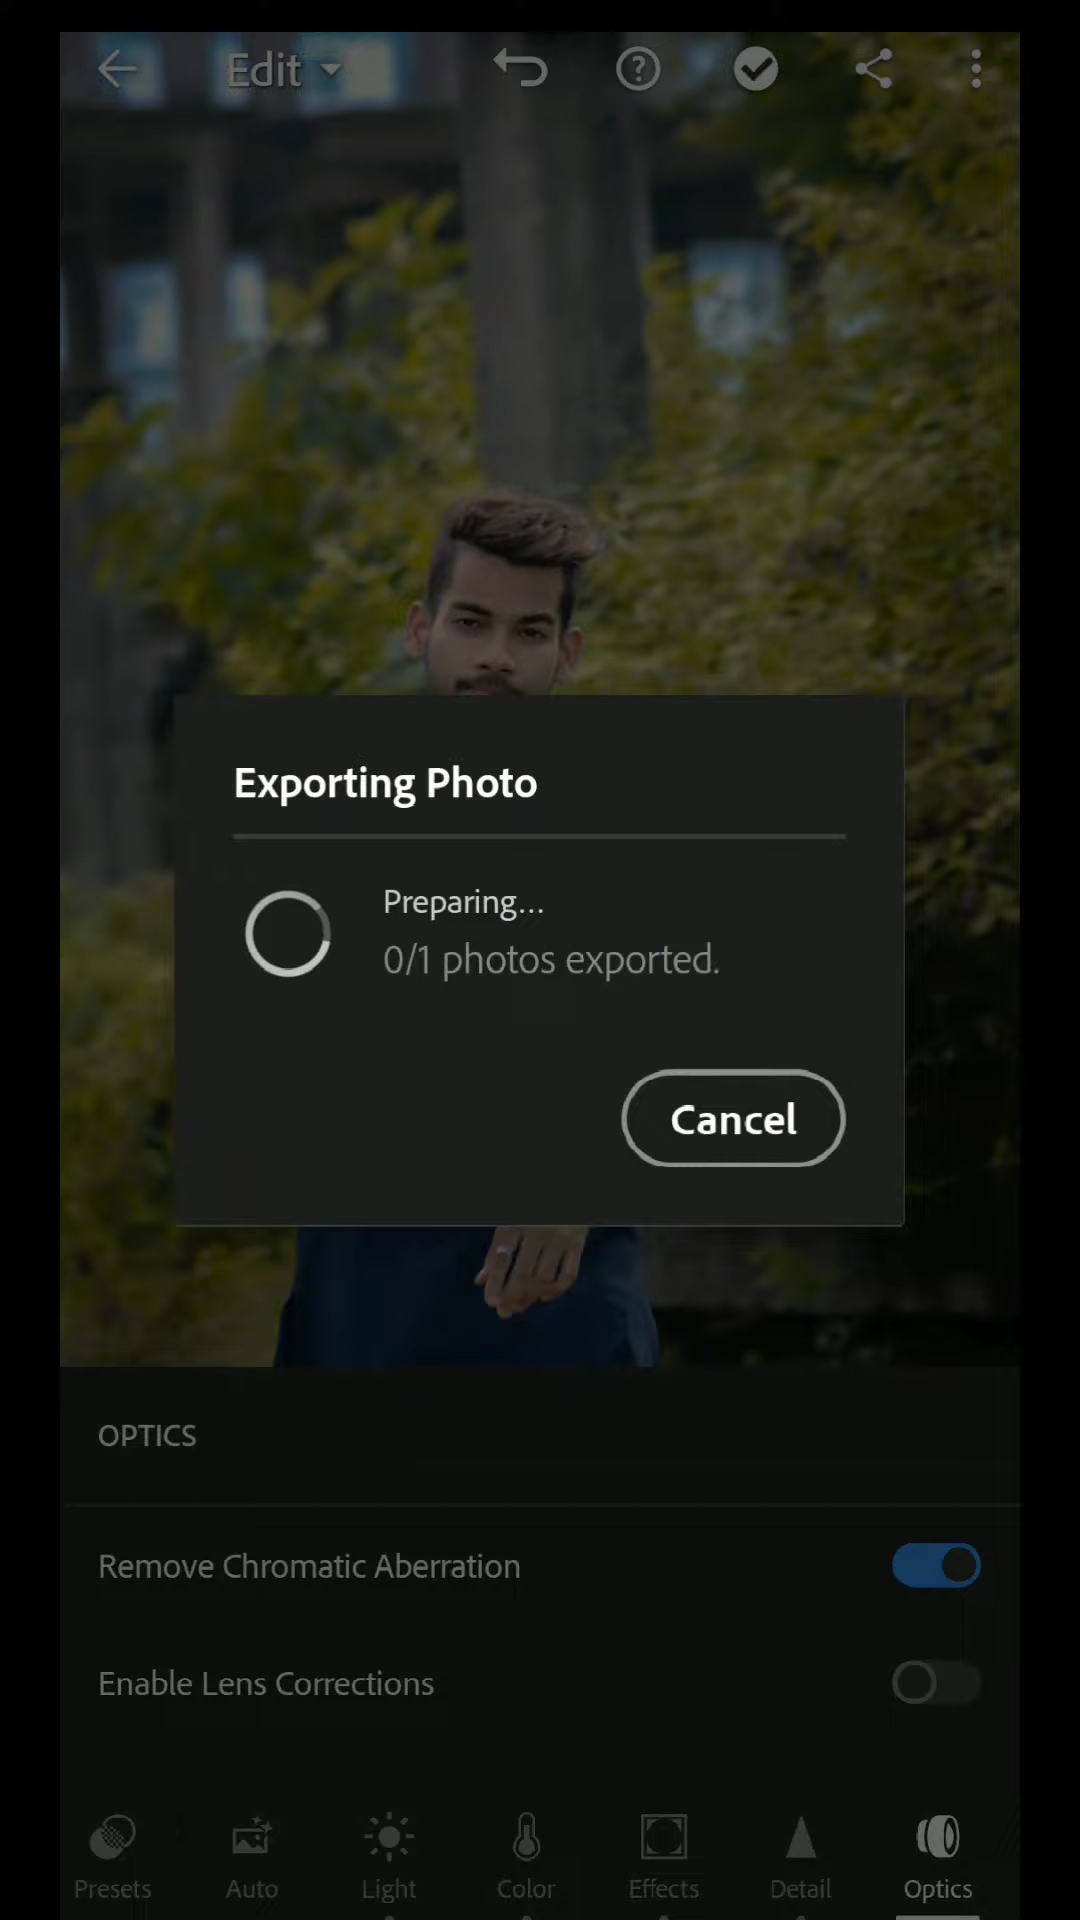 Edit
Exporting Photo
Preparing...
0/1 photos exported.
Cancel
OPTICS
Remove Chromatic Aberration
Enable Lens Corrections
Presets Auto Light Color Effects Detail Optics